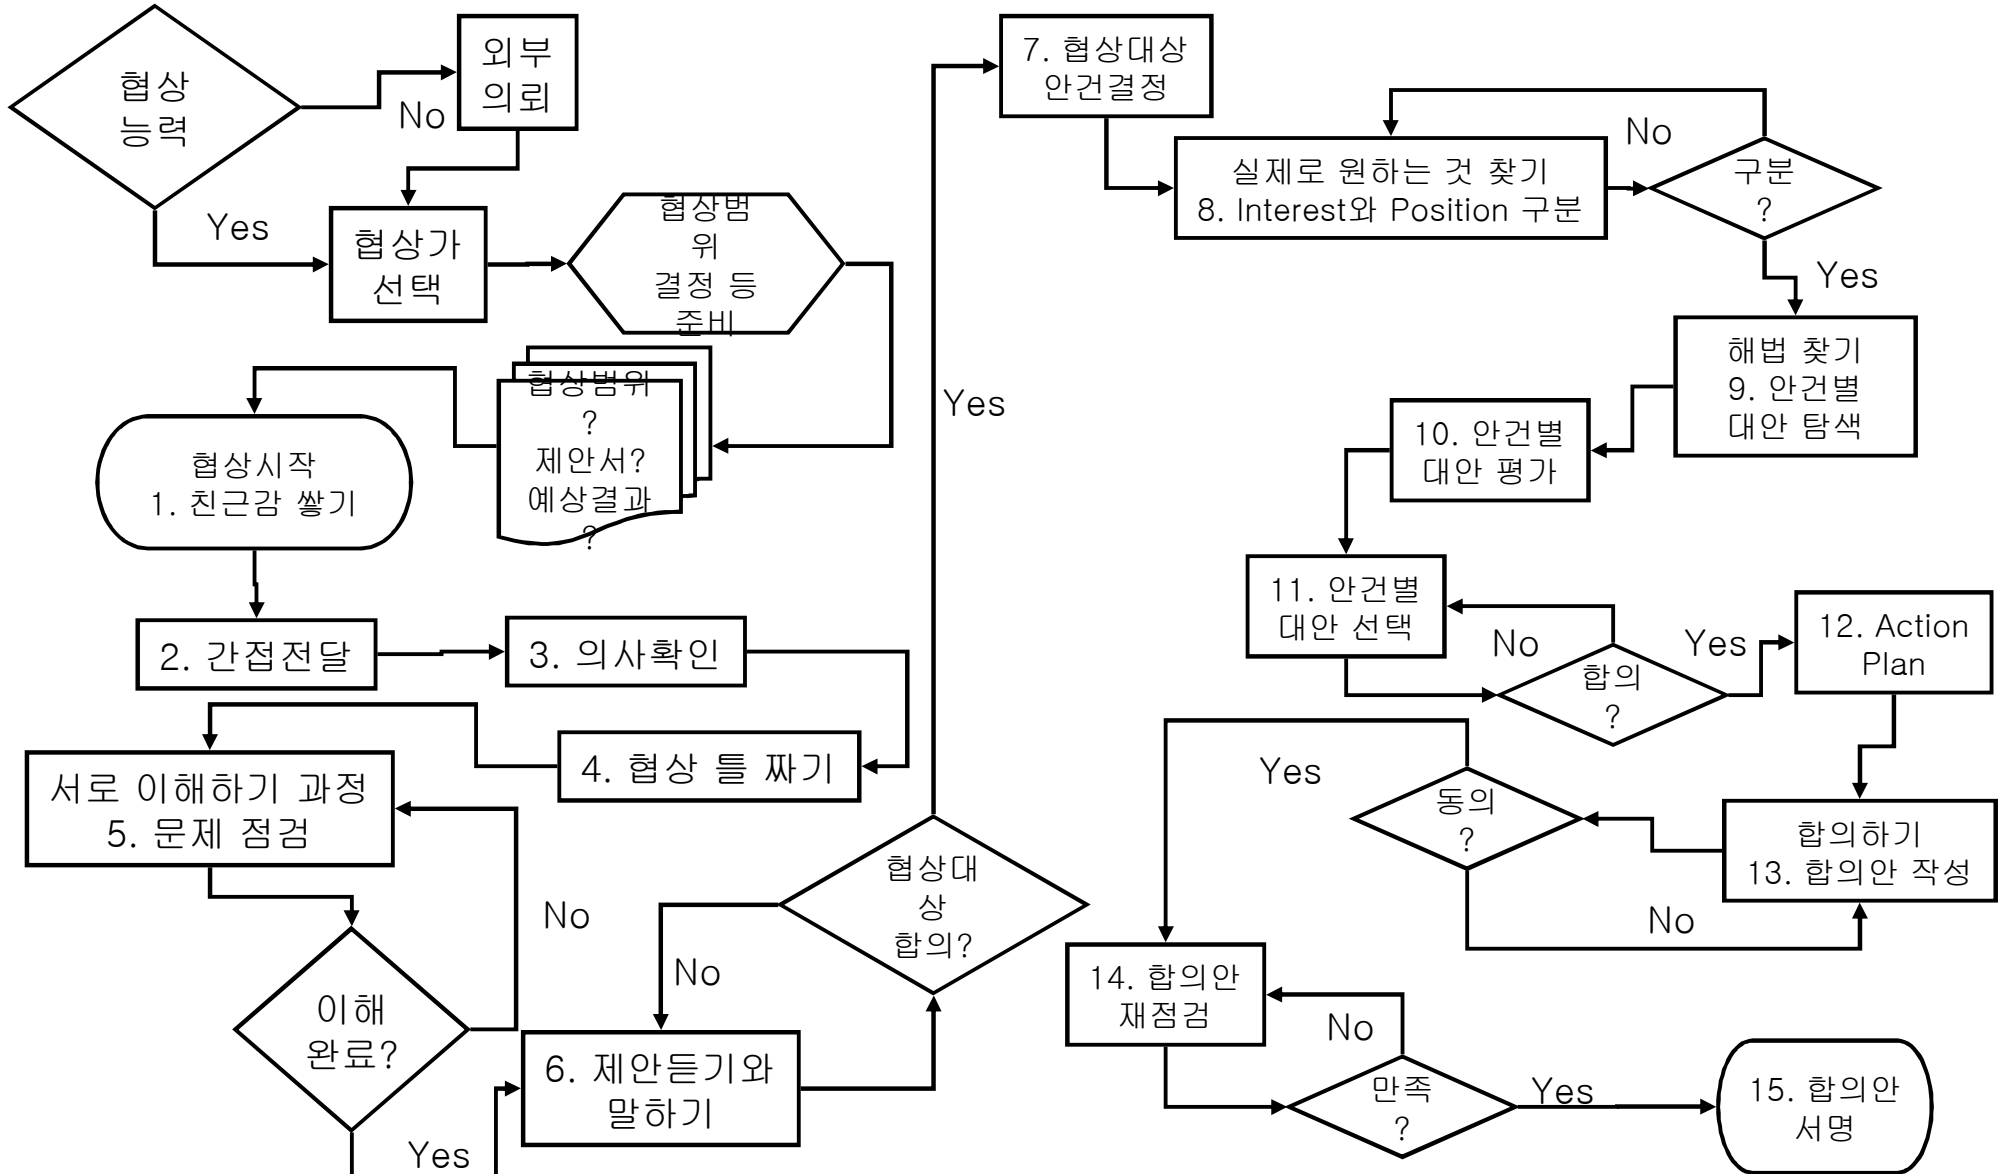 협상
능력
No
외부
의뢰
Yes
협상가
선택
협상범
위
결정 등
준비
협상범위
?
제안서?
예상결과
?
협상시작
1. 친근감 쌓기
2. 간접전달
3. 의사확인
4. 협상 틀 짜기
서로 이해하기 과정
5. 문제 점검
No
이해
완료?
Yes
6. 제안듣기와
말하기
No
협상대
상
합의?
Yes
7. 협상대상
안건결정
실제로 원하는 것 찾기
8. Interest와 Position 구분
No
구분
?
Yes
해법 찾기
9. 안건별
대안 탐색
10. 안건별
대안 평가
11. 안건별
대안 선택
No
합의
?
Yes
12. Action
Plan
합의하기
13. 합의안 작성
동의
?
Yes
No
14. 합의안
재점검
No
만족
?
Yes
15. 합의안
서명